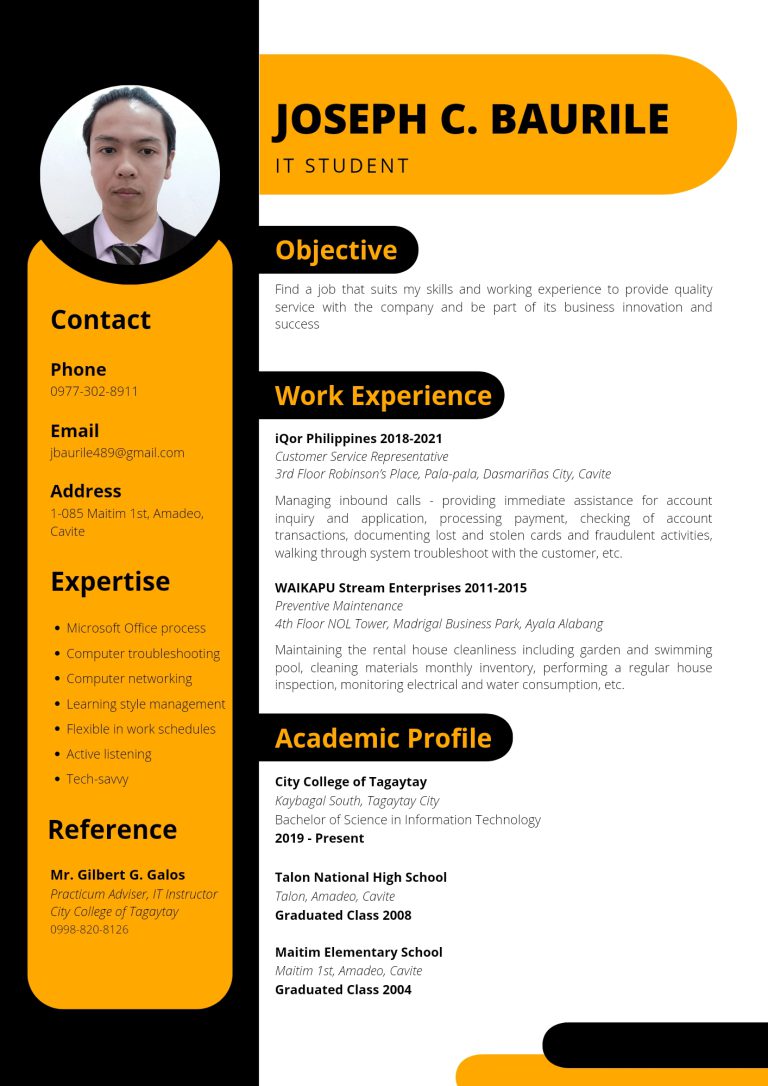 JOSEPH C. BAURILE
IT STUDENT
Contact
Phone
0977-302-8911
Email
jbaurile489@gmail.com
Address
1-085 Maitim 1st, Amadeo,
Cavite
Expertise
• Microsoft Office process
• Computer troubleshooting
• Computer networking
• Learning style management
• Flexible in work schedules
• Active listening
• Tech-savvy
Reference
Mr. Gilbert G. Galos
Practicum Adviser, IT Instructor
City College of Tagaytay
0998-820-8126
Objective
Find a job that suits my skills and working experience to provide quality
service with the company and be part of its business innovation and
success
Work Experience
iQor Philippines 2018-2021
Customer Service Representative
3rd Floor Robinson's Place, Pala-pala, Dasmariñas City, Cavite
Managing inbound calls - providing immediate assistance for account
inquiry and application, processing payment, checking of account
transactions, documenting lost and stolen cards and fraudulent activities,
walking through system troubleshoot with the customer, etc.
WAIKAPU Stream Enterprises 2011-2015
Preventive Maintenance
4th Floor NOL Tower, Madrigal Business Park, Ayala Alabang
Maintaining the rental house cleanliness including garden and swimming
pool, cleaning materials monthly inventory, performing a regular house
inspection, monitoring electrical and water consumption, etc.
Academic Profile
City College of Tagaytay
Kaybagal South, Tagaytay City
Bachelor of Science in Information Technology
2019 - Present
Talon National High School
Talon, Amadeo, Cavite
Graduated Class 2008
Maitim Elementary School
Maitim 1st, Amadeo, Cavite
Graduated Class 2004